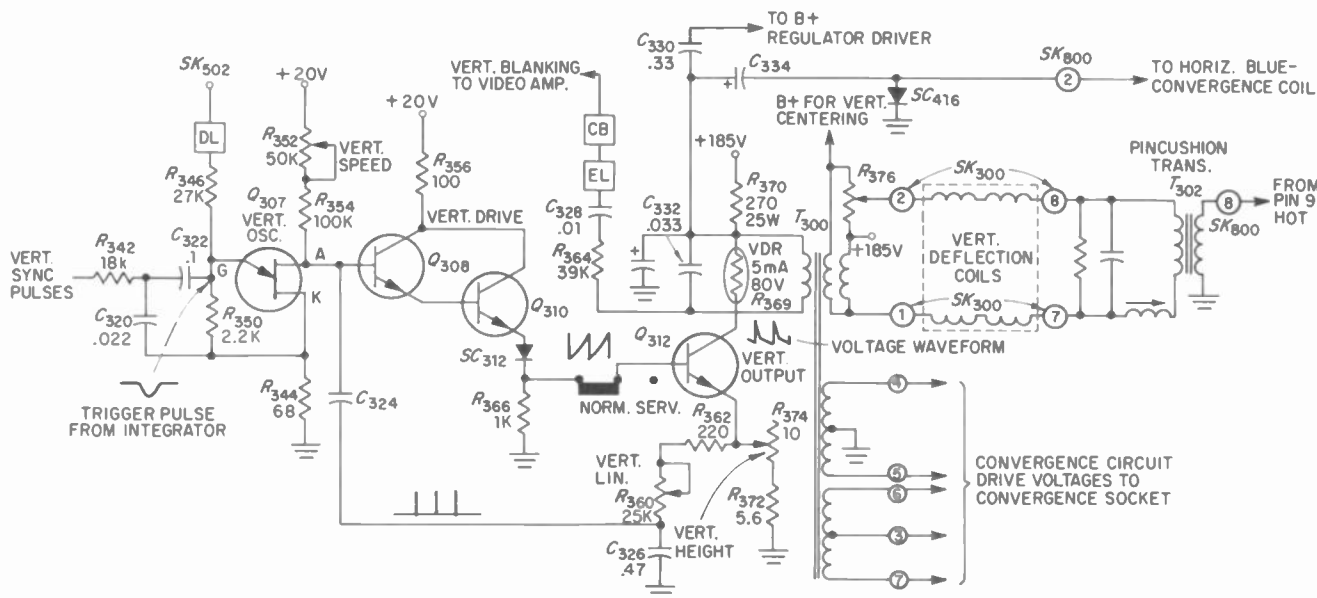 TO B+
REGULATOR DRIVER
C330
.33
C334
SK800
2
TO HORIZ. BLUE-
CONVERGENCE COIL
SC416
SK502
+20V
VERT. BLANKING
TO VIDEO AMP.
B+ FOR VERT.
CENTERING
PINCUSHION
TRANS.
T302
8
SK800
FROM
PIN 9
HOT
DL
R352
50K
VERT.
SPEED
+20V
R356
100
CB
EL
+185V
R370
270
25W
R376
2
SK300
8
R346
27K
Q307
VERT.
OSC.
R354
100K
VERT. DRIVE
C328
.01
C332
.033
T300
+185V
VERT.
DEFLECTION
COILS
VERT.
SYNC
PULSES
R342
18k
C322
.1
G
A
K
Q308
R364
39K
VDR
5mA
80V
R369
1
SK300
7
C320
.022
R350
2.2K
Q310
Q312
VOLTAGE WAVEFORM
VERT.
OUTPUT
SC312
TRIGGER PULSE
FROM INTEGRATOR
R344
68
C324
R366
1K
NORM. SERV.
R362
220
R374
10
4
5
6
3
7
CONVERGENCE CIRCUIT
DRIVE VOLTAGES TO
CONVERGENCE SOCKET
VERT.
LIN.
R360
25K
VERT.
HEIGHT
R372
5.6
C326
.47